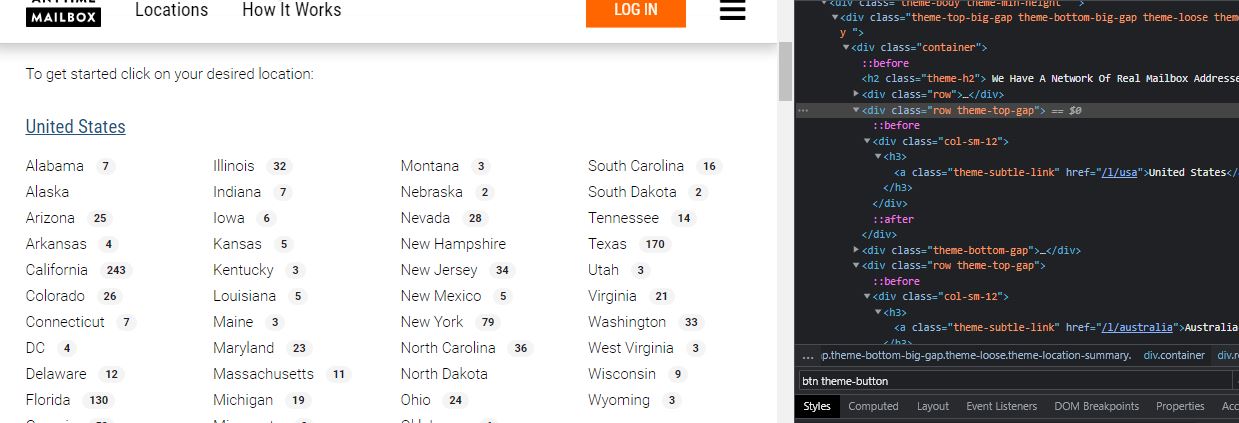 MAILBOX
Locations
How It Works
LOG IN
To get started click on your desired location:
United States
Alabama 7
Alaska
Arizona 25
Arkansas 4
California 243
Colorado 26
Connecticut 7
DC 4
Delaware 12
Florida 130
Illinois 32
Indiana 7
Iowa 6
Kansas 5
Kentucky 3
Louisiana 5
Maine 3
Maryland 23
Massachusetts 11
Michigan 19
Montana 3
Nebraska 2
Nevada 28
New Hampshire
New Jersey 34
New Mexico 5
New York 79
North Carolina 36
North Dakota
Ohio 24
South Carolina 16
South Dakota 2
Tennessee 14
Texas 170
Utah 3
Virginia 21
Washington 33
West Virginia 3
Wisconsin 9
Wyoming 3
<div class="theme-body theme-min-height ">
<div class="theme-top-big-gap theme-bottom-big-gap theme-loose theme
y ">
<div class="container">
::before
<h2 class="theme-h2"> We Have A Network Of Real Mailbox Addresse
<div class="row">…</div>
… <div class="row theme-top-gap"> == $0
::before
<div class="col-sm-12">
<h3>
<a class="theme-subtle-link" href="/l/usa">United States</
</h3>
</div>
::after
</div>
<div class="theme-bottom-gap">…</div>
<div class="row theme-top-gap">
::before
<div class="col-sm-12">
<h3>
<a class="theme-subtle-link" href="/l/australia">Australia
</h3>
… p.theme-bottom-big-gap.theme-loose.theme-location-summary. div.container div.r
btn theme-button
Styles Computed Layout Event Listeners DOM Breakpoints Properties Acc